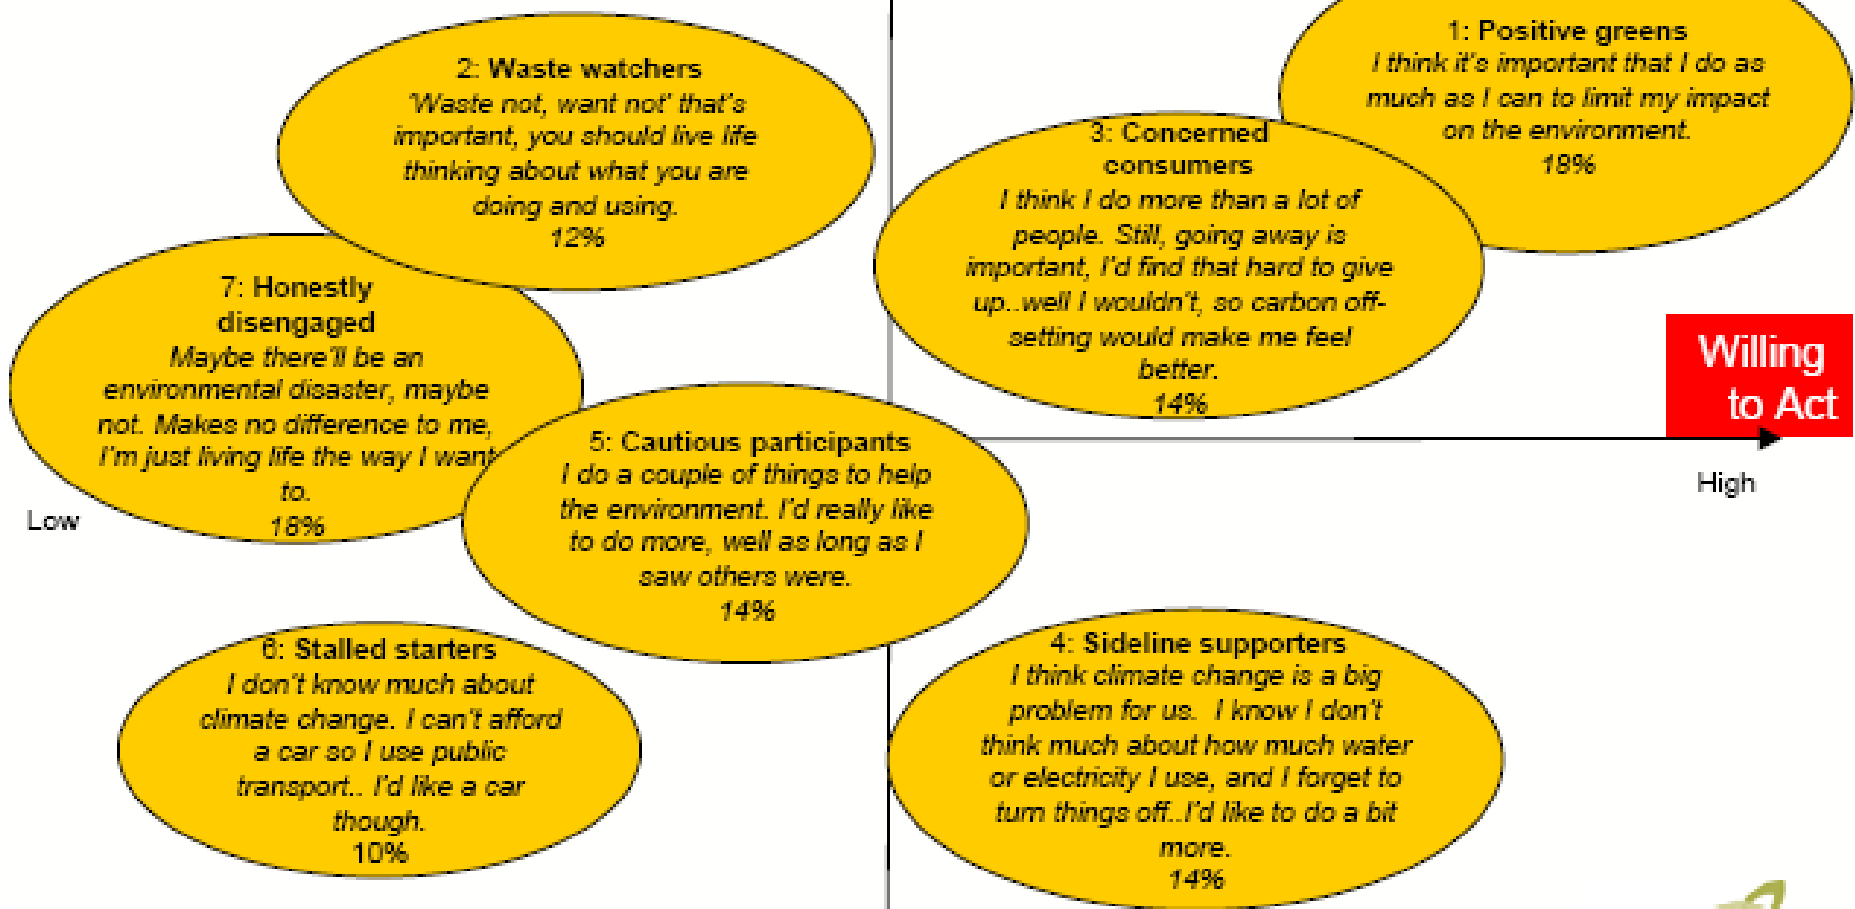 2: Waste watchers
'Waste not, want not' that's
important, you should live life
thinking about what you are
doing and using.
12%
1: Positive greens
I think it's important that I do as
much as I can to limit my impact
on the environment.
18%
3: Concerned
consumers
I think I do more than a lot of
people. Still, going away is
important, I'd find that hard to give
up..well I wouldn't, so carbon off-
setting would make me feel
better.
14%
7: Honestly
disengaged
Maybe there'll be an
environmental disaster, maybe
not. Makes no difference to me,
I'm just living life the way I want
to.
18%
Willing
to Act
High
Low
5: Cautious participants
I do a couple of things to help
the environment. I'd really like
to do more, well as long as I
saw others were.
14%
6: Stalled starters
I don't know much about
climate change. I can't afford
a car so I use public
transport.. I'd like a car
though.
10%
4: Sideline supporters
I think climate change is a big
problem for us. I know I don't
think much about how much water
or electricity I use, and I forget to
turn things off..I'd like to do a bit
more.
14%